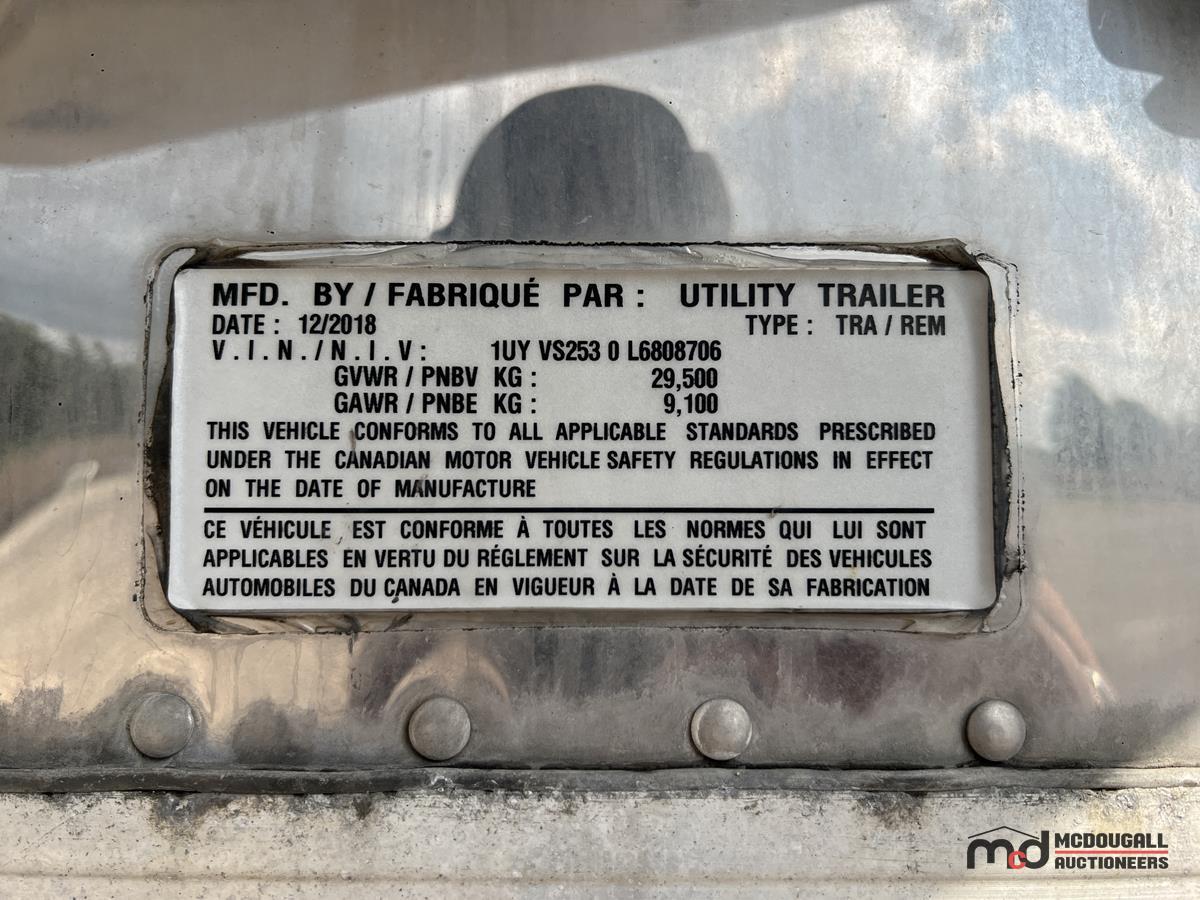 MFD. BY / FABRIQUÉ PAR : UTILITY TRAILER
DATE : 12/2018 TYPE : TRA / REM
V.I.N./N.I.V: 1UY VS253 0 L6808706
GVWR / PNBV KG : 29,500
GAWR / PNBE KG : 9,100
THIS VEHICLE CONFORMS TO ALL APPLICABLE STANDARDS PRESCRIBED
UNDER THE CANADIAN MOTOR VEHICLE SAFETY REGULATIONS IN EFFECT
ON THE DATE OF MANUFACTURE
CE VÉHICULE EST CONFORME À TOUTES LES NORMES QUI LUI SONT
APPLICABLES EN VERTU DU RÉGLEMENT SUR LA SÉCURITÉ DES VEHICULES
AUTOMOBILES DU CANADA EN VIGUEUR À LA DATE DE SA FABRICATION
mcd MCDOUGALL
AUCTIONEERS